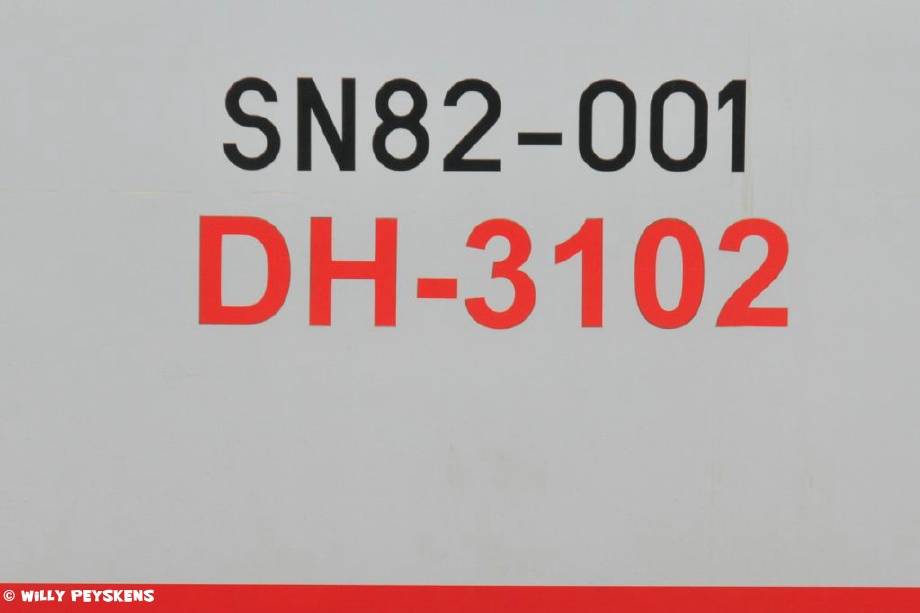 SN82-001
DH-3102
© WILLY PEYSKENS